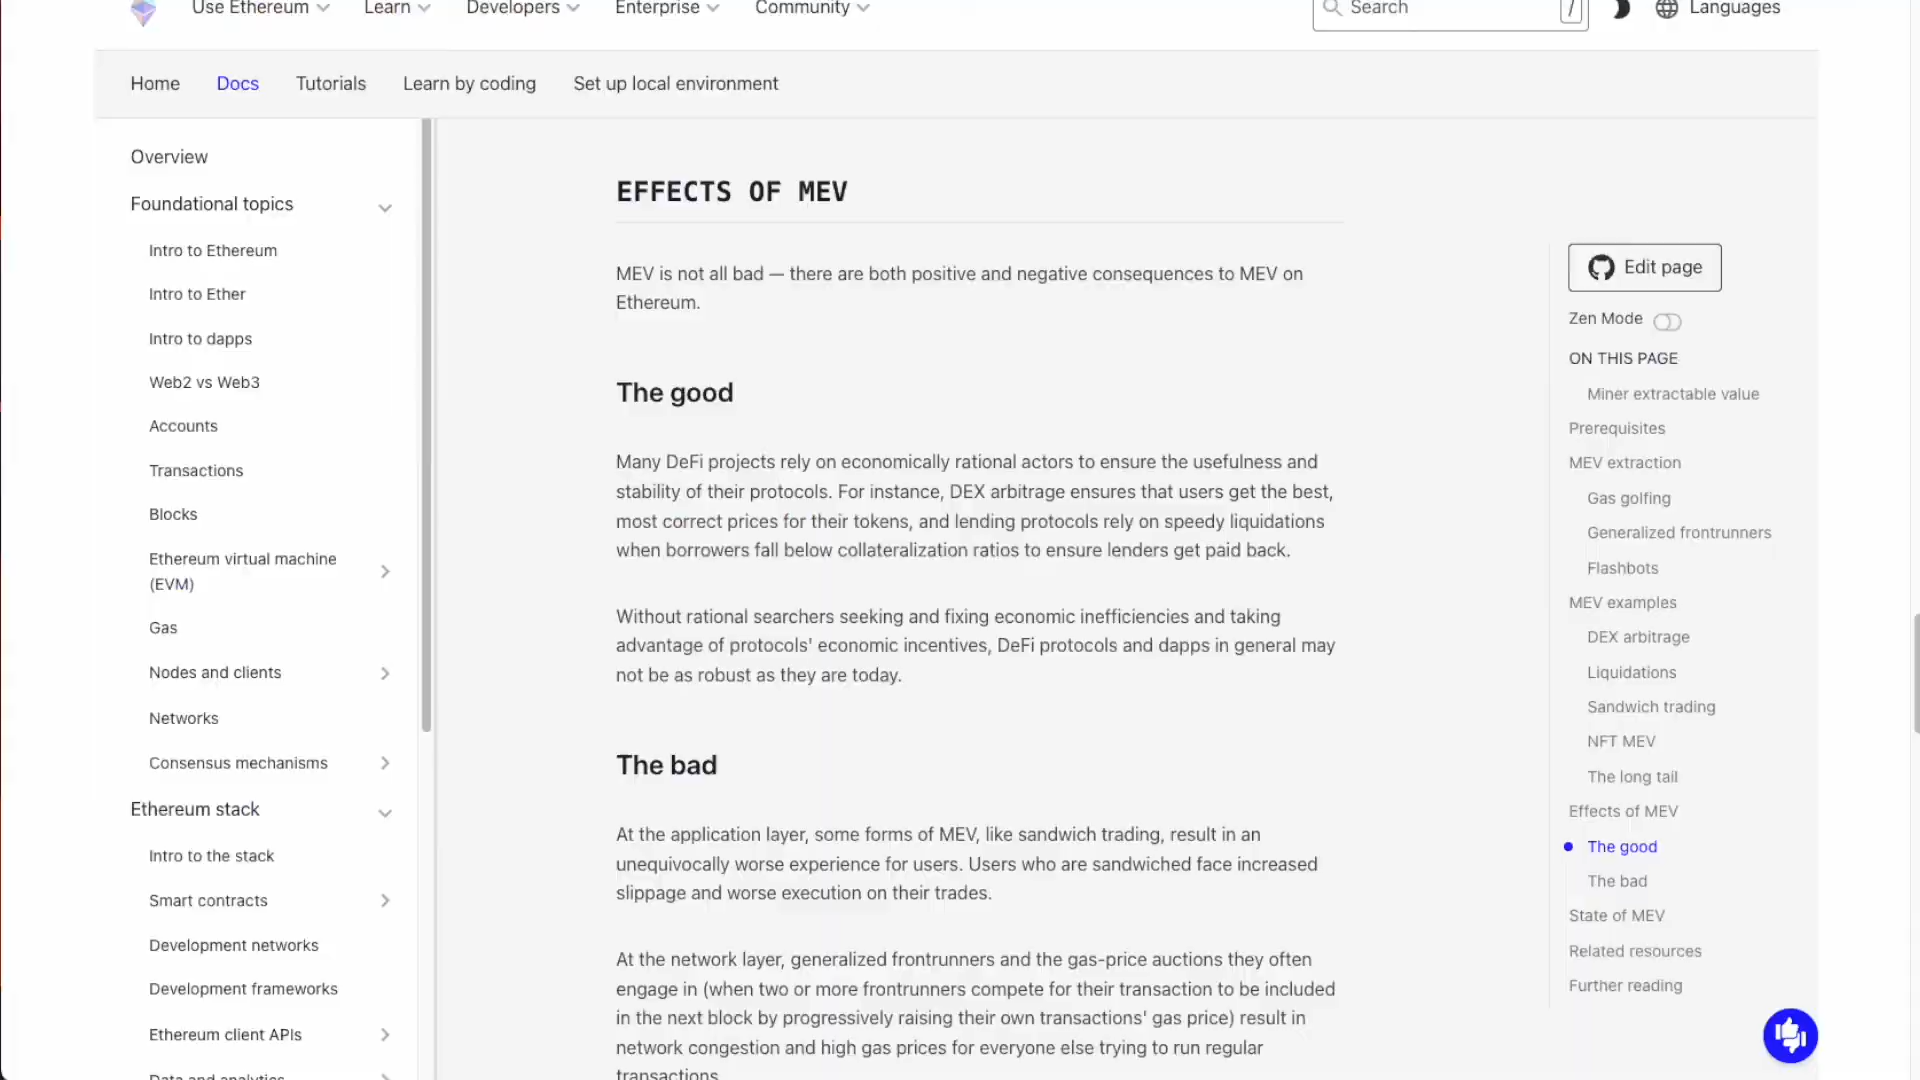 Use Ethereum
Learn
Developers
Enterprise
Community
Search
/
Languages
Home
Docs
Tutorials
Learn by coding
Set up local environment
Overview
Foundational topics
Intro to Ethereum
Intro to Ether
Intro to dapps
Web2 vs Web3
Accounts
Transactions
Blocks
Ethereum virtual machine
(EVM)
Gas
Nodes and clients
Networks
Consensus mechanisms
Ethereum stack
Intro to the stack
Smart contracts
Development networks
Development frameworks
Ethereum client APIs
Data and analytics
EFFECTS OF MEV
MEV is not all bad — there are both positive and negative consequences to MEV on
Ethereum.
The good
Many DeFi projects rely on economically rational actors to ensure the usefulness and
stability of their protocols. For instance, DEX arbitrage ensures that users get the best,
most correct prices for their tokens, and lending protocols rely on speedy liquidations
when borrowers fall below collateralization ratios to ensure lenders get paid back.
Without rational searchers seeking and fixing economic inefficiencies and taking
advantage of protocols' economic incentives, DeFi protocols and dapps in general may
not be as robust as they are today.
The bad
At the application layer, some forms of MEV, like sandwich trading, result in an
unequivocally worse experience for users. Users who are sandwiched face increased
slippage and worse execution on their trades.
At the network layer, generalized frontrunners and the gas-price auctions they often
engage in (when two or more frontrunners compete for their transaction to be included
in the next block by progressively raising their own transactions' gas price) result in
network congestion and high gas prices for everyone else trying to run regular
transactions.
Edit page
Zen Mode
ON THIS PAGE
Miner extractable value
Prerequisites
MEV extraction
Gas golfing
Generalized frontrunners
Flashbots
MEV examples
DEX arbitrage
Liquidations
Sandwich trading
NFT MEV
The long tail
Effects of MEV
The good
The bad
State of MEV
Related resources
Further reading